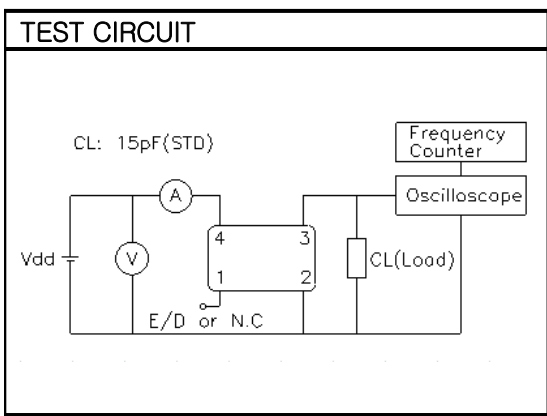 TEST CIRCUIT
CL: 15pF(STD)
Frequency
Counter
A
Oscilloscope
4
3
Vdd
V
CL(Load)
1
2
E/D or N.C